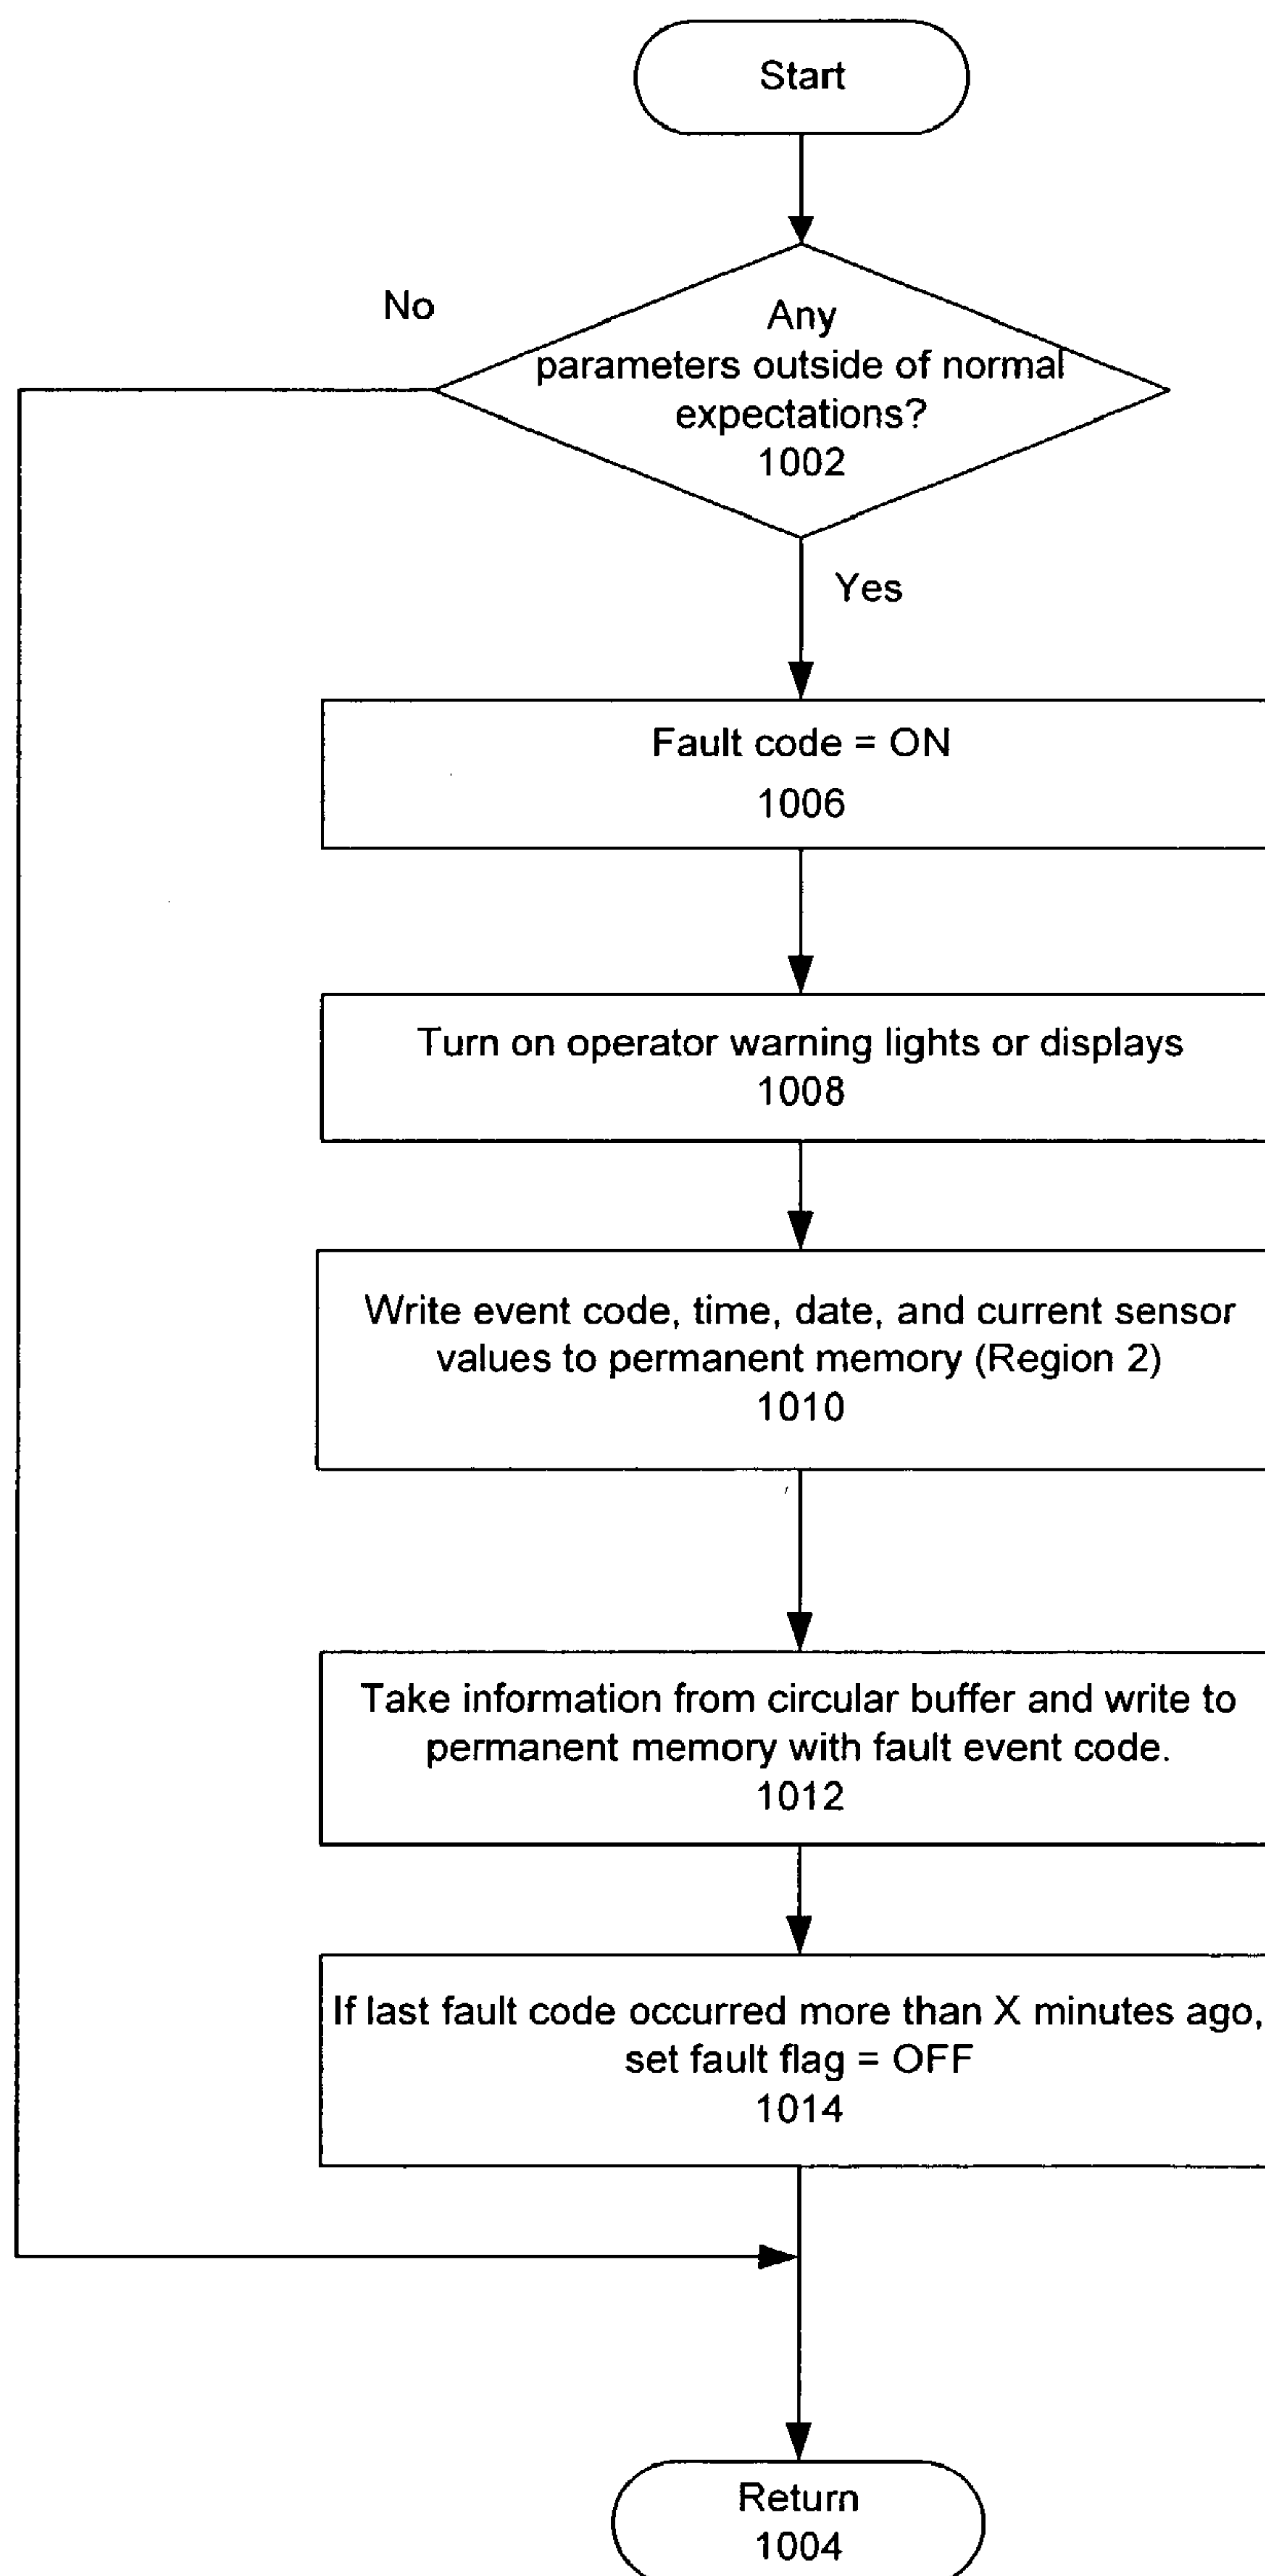 Start
No
Any
parameters outside of normal
expectations?
1002
Yes
Fault code = ON
1006
Turn on operator warning lights or displays
1008
Write event code, time, date, and current sensor
values to permanent memory (Region 2)
1010
Take information from circular buffer and write to
permanent memory with fault event code.
1012
If last fault code occurred more than X minutes ago,
set fault flag = OFF
1014
Return
1004